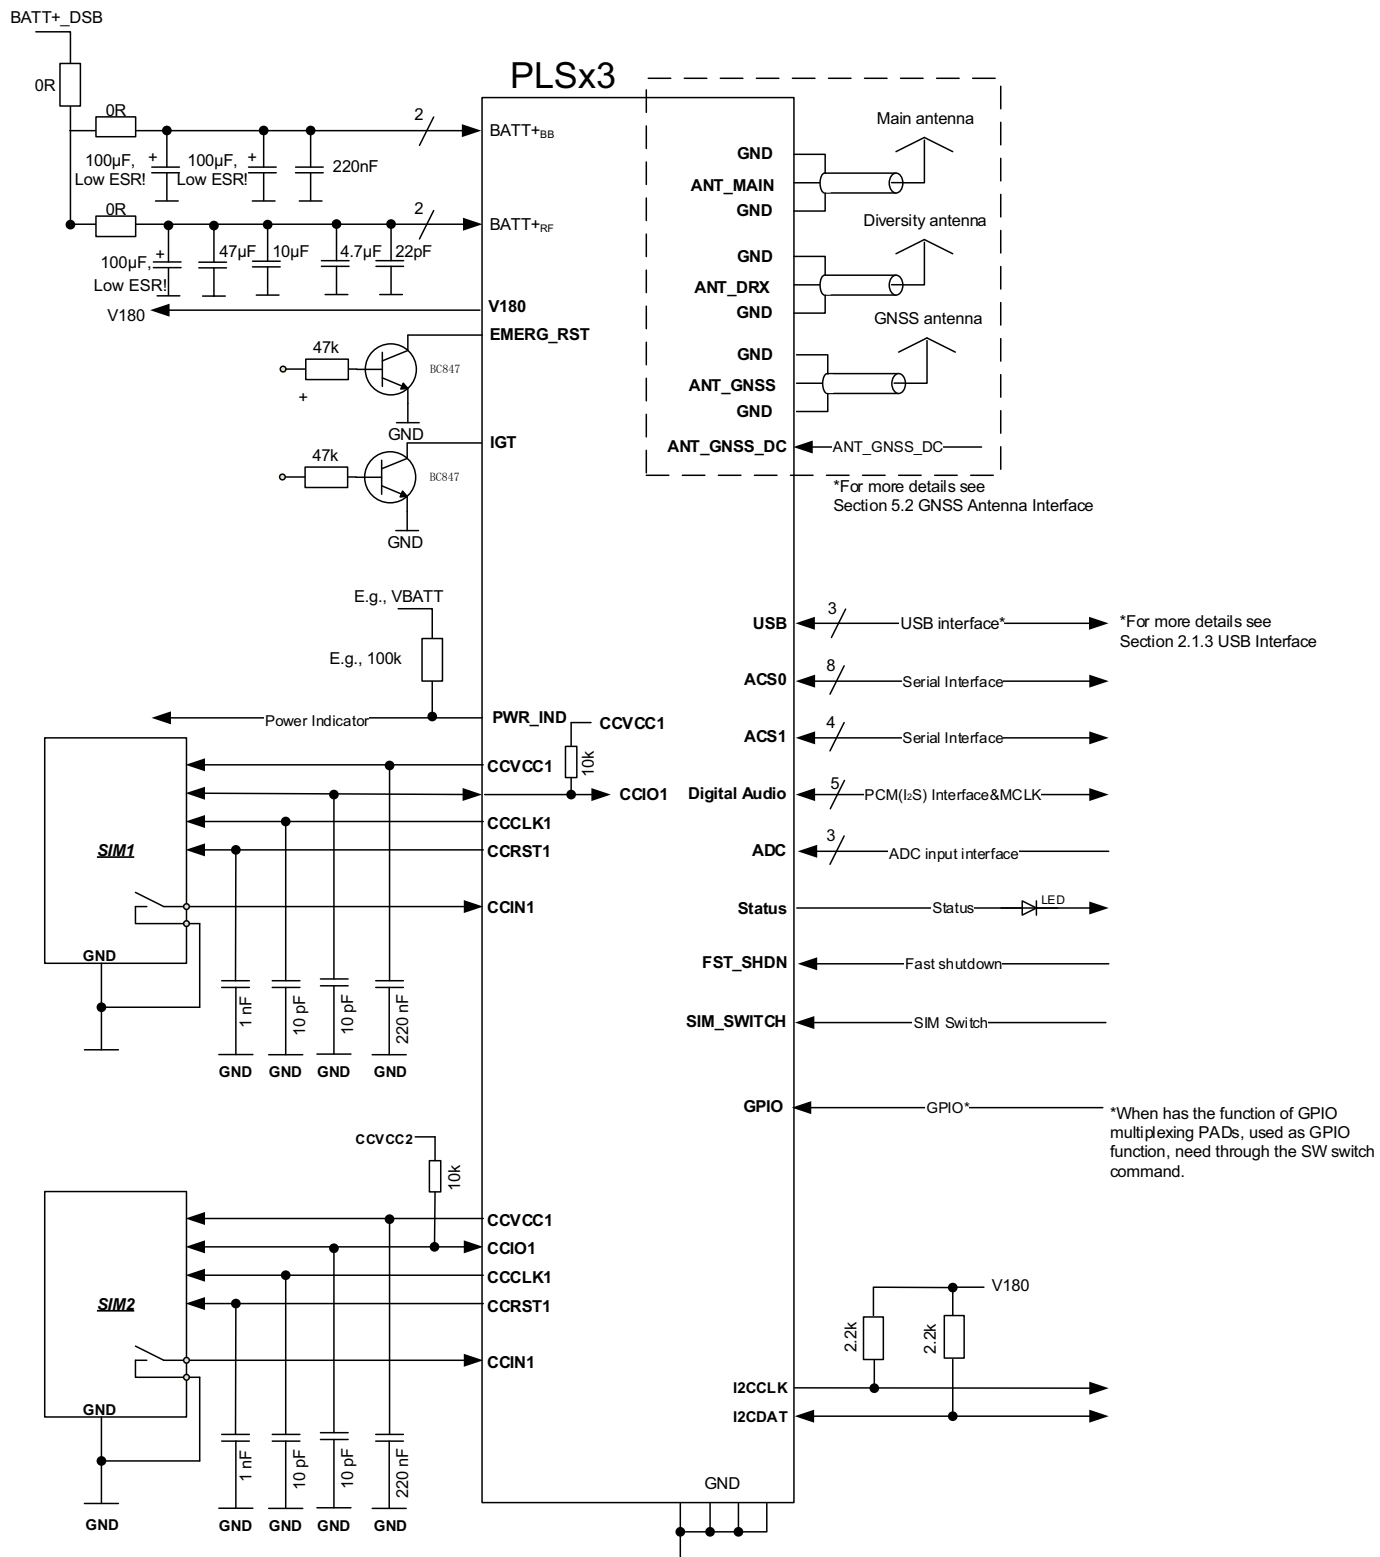 BATT+_DSB
0R
PLSx3
0R
2
BATT+BB
100µF,
Low ESR!
+
100µF,
Low ESR!
+
220nF
0R
2
BATT+RF
100µF,
Low ESR!
+
47µF
10µF
4.7µF
22pF
V180
V180
EMERG_RST
47k
BC847
+
GND
IGT
47k
BC847
GND
Main antenna
GND
ANT_MAIN
GND
Diversity antenna
GND
ANT_DRX
GND
GNSS antenna
GND
ANT_GNSS
GND
ANT_GNSS_DC
ANT_GNSS_DC
*For more details see
Section 5.2 GNSS Antenna Interface
E.g., VBATT
E.g., 100k
Power Indicator
PWR_IND
CCVCC1
10k
CCVCC1
CCIO1
CCCLK1
CCRST1
CCIN1
SIM1
GND
1 nF
10 pF
10 pF
220 nF
GND
GND
GND
GND
USB
3
USB interface*
*For more details see
Section 2.1.3 USB Interface
ACS0
8
Serial Interface
ACS1
4
Serial Interface
Digital Audio
5
PCM(I2S) Interface&MCLK
ADC
3
ADC input interface
Status
Status
LED
FST_SHDN
Fast shutdown
SIM_SWITCH
SIM Switch
GPIO
GPIO*
*When has the function of GPIO
multiplexing PADs, used as GPIO
function, need through the SW switch
command.
CCVCC2
10k
CCVCC1
CCIO1
CCCLK1
CCRST1
CCIN1
SIM2
GND
1 nF
10 pF
10 pF
220 nF
GND
GND
GND
GND
GND
V180
2.2k
2.2k
I2CCLK
I2CDAT
GND